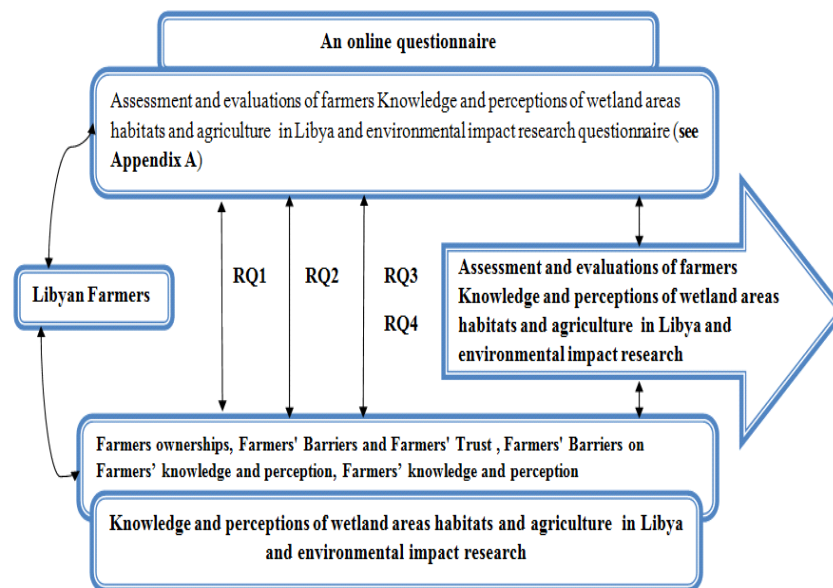 An online questionnaire
Assessment and evaluations of farmers Knowledge and perceptions of wetland areas
habitats and agriculture in Libya and environmental impact research questionnaire (see
Appendix A)
Libyan Farmers
RQ1
RQ2
RQ3
RQ4
Assessment and evaluations of farmers
Knowledge and perceptions of wetland areas
habitats and agriculture in Libya and
environmental impact research
Farmers ownerships, Farmers' Barriers and Farmers' Trust , Farmers' Barriers on
Farmers’ knowledge and perception, Farmers’ knowledge and perception
Knowledge and perceptions of wetland areas habitats and agriculture in Libya
and environmental impact research